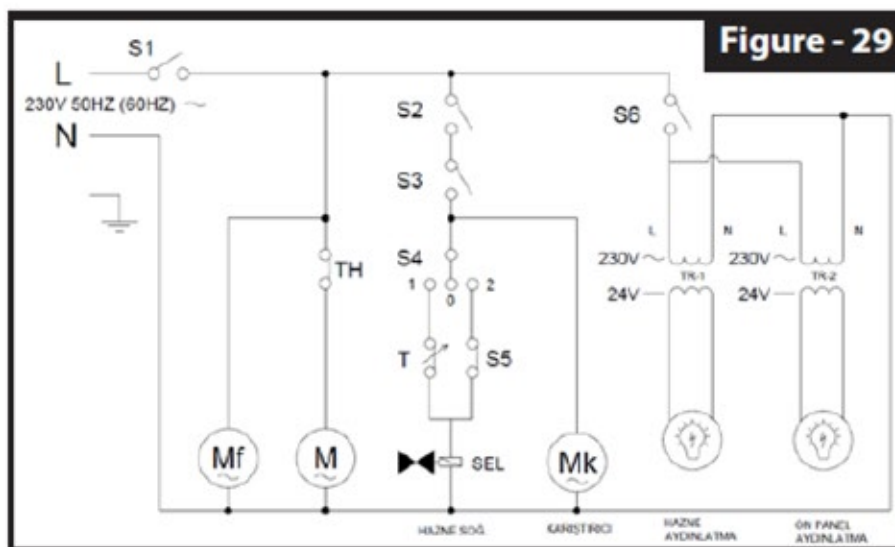 Figure - 29
S1
L
230V 50HZ (60HZ) ~
N
S2
S6
S3
L
N
L
N
S4
TH
230V ~
230V ~
1
0
2
TR-1
TR-2
24V
24V
T
S5
Mf
M
SEL
Mk
HAZNE SOĞ.
KARIŞTIRICI
HAZNE
AYDINLATMA
ÖN PANEL
AYDINLATMA